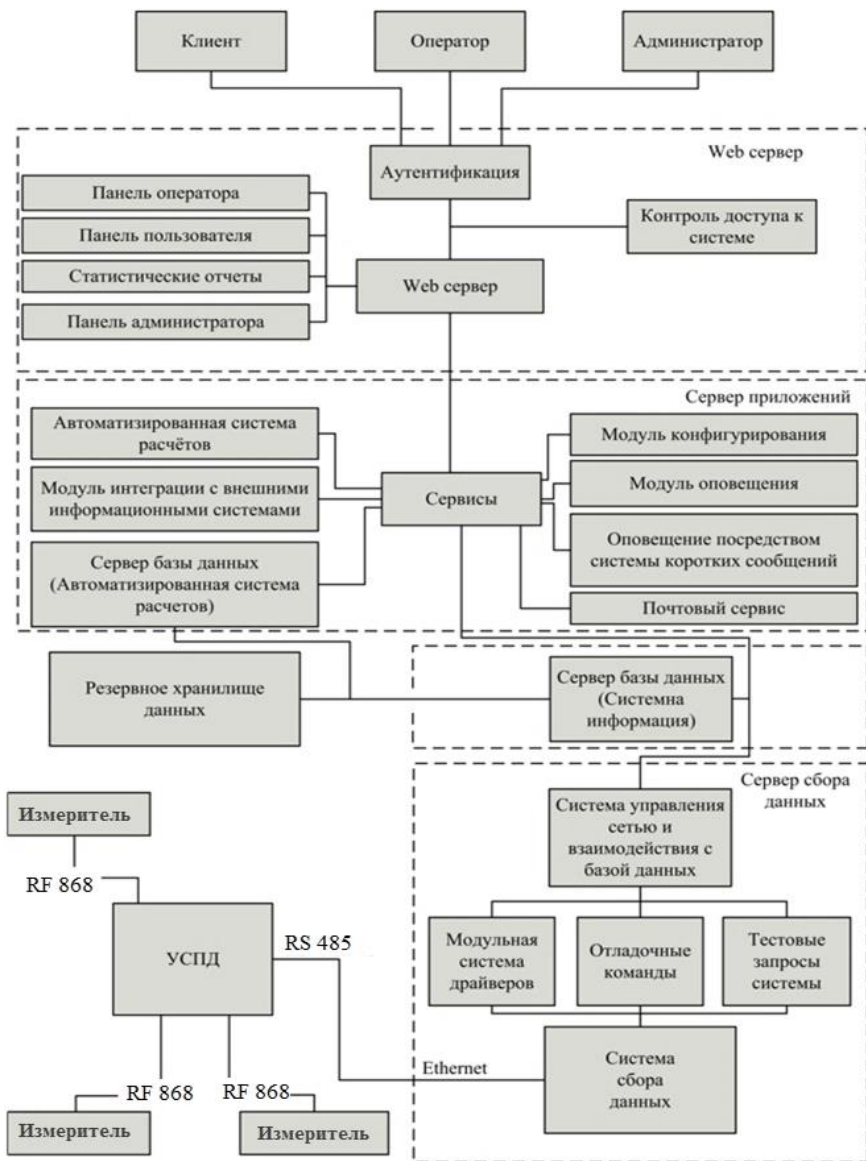 Клиент
Оператор
Администратор
Web сервер
Аутентификация
Панель оператора
Панель пользователя
Статистические отчеты
Панель администратора
Контроль доступа к
системе
Web сервер
Сервер приложений
Автоматизированная система
расчётов
Модуль интеграции с внешними
информационными системами
Сервер базы данных
(Автоматизированная система
расчетов)
Сервисы
Модуль конфигурирования
Модуль оповещения
Оповещение посредством
системы коротких сообщений
Почтовый сервис
Резервное хранилище
данных
Сервер базы данных
(Системна
информация)
Сервер сбора
данных
Система управления
сетью и
взаимодействия с
базой данных
Модульная
система
драйверов
Отладочные
команды
Тестовые
запросы
системы
Система
сбора
данных
Измеритель
RF 868
УСПД
RS 485
Ethernet
RF 868
RF 868
Измеритель
Измеритель